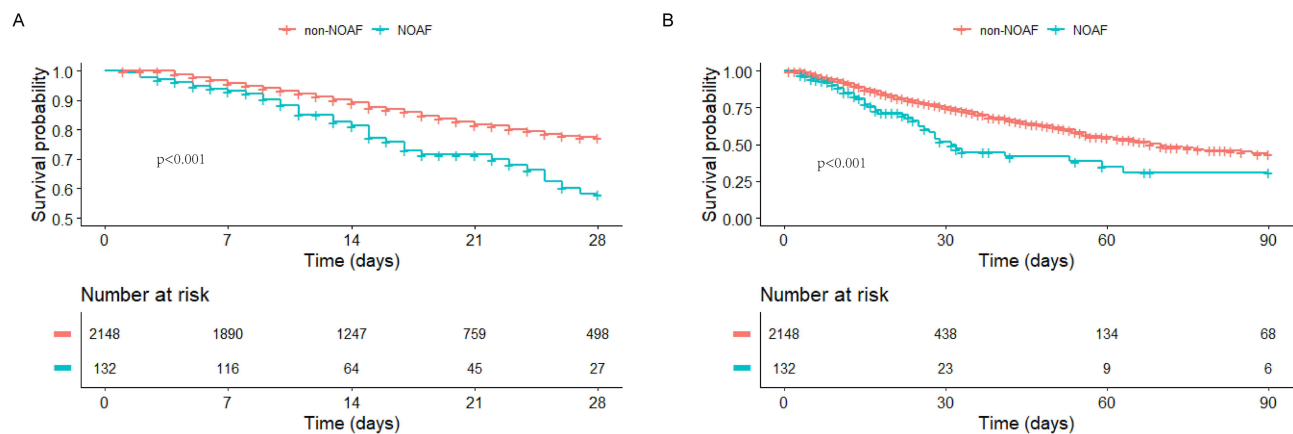 A
non-NOAF NOAF
Survival probability
1.0
0.9
0.8
0.7
0.6
0.5
p<0.001
0 7 14 21 28
Time (days)
Number at risk
2148 1890 1247 759 498
132 116 64 45 27
0 7 14 21 28
Time (days)
B
non-NOAF NOAF
Survival probability
1.00
0.75
0.50
0.25
0.00
p<0.001
0 30 60 90
Time (days)
Number at risk
2148 438 134 68
132 23 9 6
0 30 60 90
Time (days)